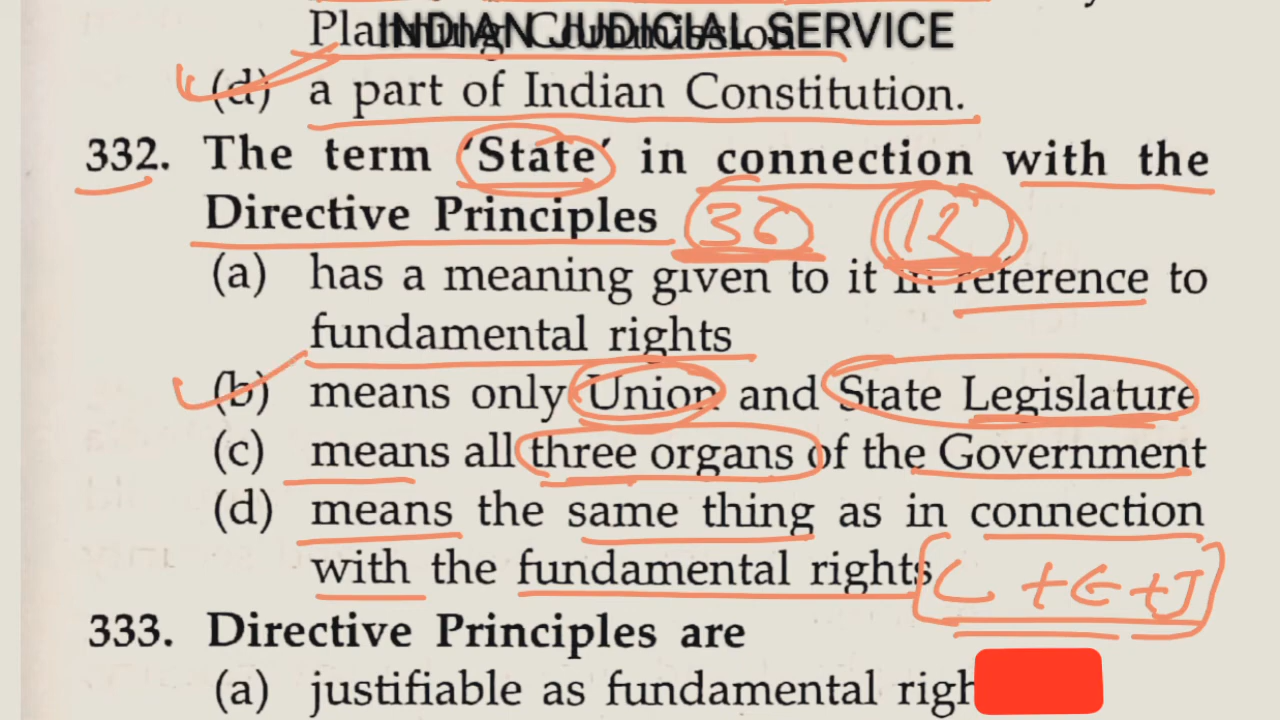 Planning Commission
INDIAN JUDICIAL SERVICE
(d) a part of Indian Constitution.
332. The term 'State' in connection with the
Directive Principles 36 12
(a) has a meaning given to it in reference to
fundamental rights
(b) means only Union and State Legislature
(c) means all three organs of the Government
(d) means the same thing as in connection
with the fundamental rights L + E + J
333. Directive Principles are
(a) justifiable as fundamental righ